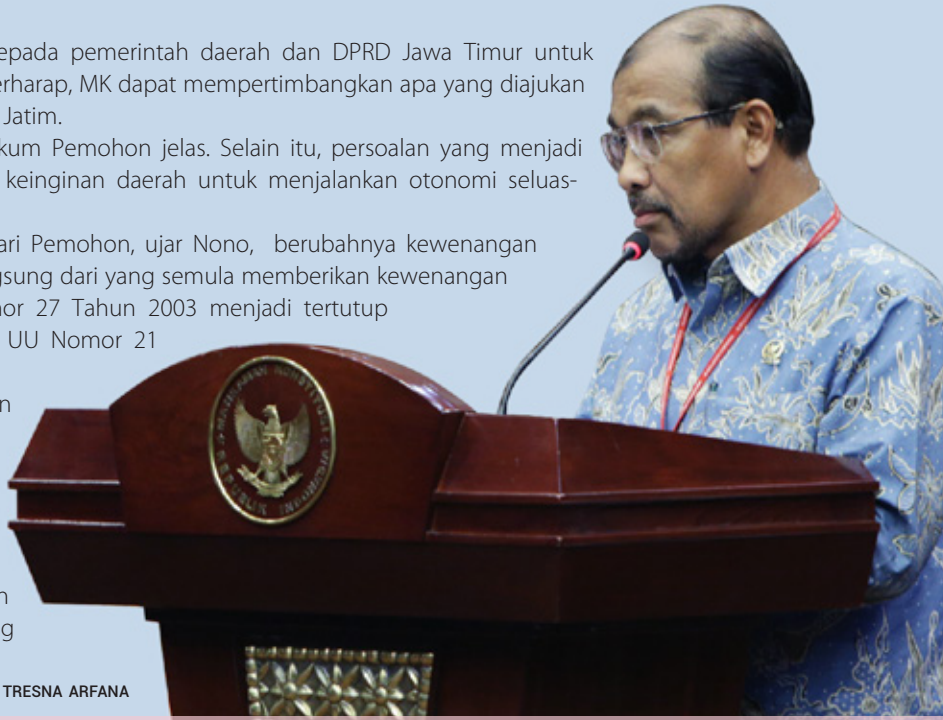 epada pemerintah daerah dan DPRD Jawa Timur untuk
erharap, MK dapat mempertimbangkan apa yang diajukan
Jatim.
kum Pemohon jelas. Selain itu, persoalan yang menjadi
keinginan daerah untuk menjalankan otonomi seluas-
ari Pemohon, ujar Nono, berubahnya kewenangan
gsung dari yang semula memberikan kewenangan
nor 27 Tahun 2003 menjadi tertutup
UU Nomor 21
n
n
g
TRESNA ARFANA